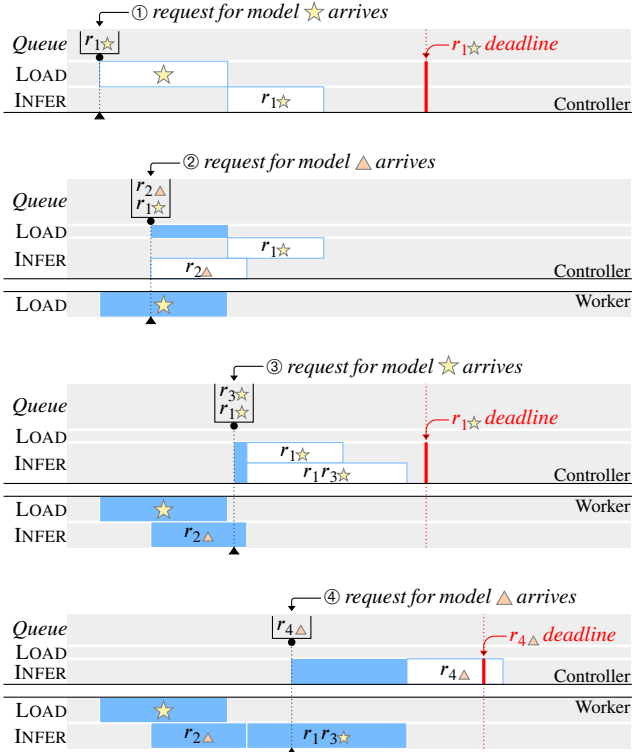 ① request for model ☆ arrives
Queue r₁☆ r₁☆ deadline
LOAD ☆
INFER r₁☆ Controller
② request for model △ arrives
r₂△
Queue r₁☆
LOAD
INFER r₁☆
r₂△ Controller
LOAD ☆ Worker
③ request for model ☆ arrives
r₃☆
Queue r₁☆ r₁☆ deadline
LOAD
INFER r₁☆
r₁r₃☆ Controller
LOAD ☆ Worker
INFER r₂△
④ request for model △ arrives
Queue r₄△ r₄△ deadline
LOAD
INFER r₄△ Controller
LOAD ☆ Worker
INFER r₂△ r₁r₃☆